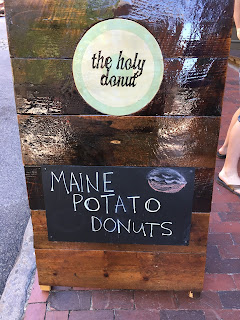 the holy
donut
MAINE
POTATO
DONUTS